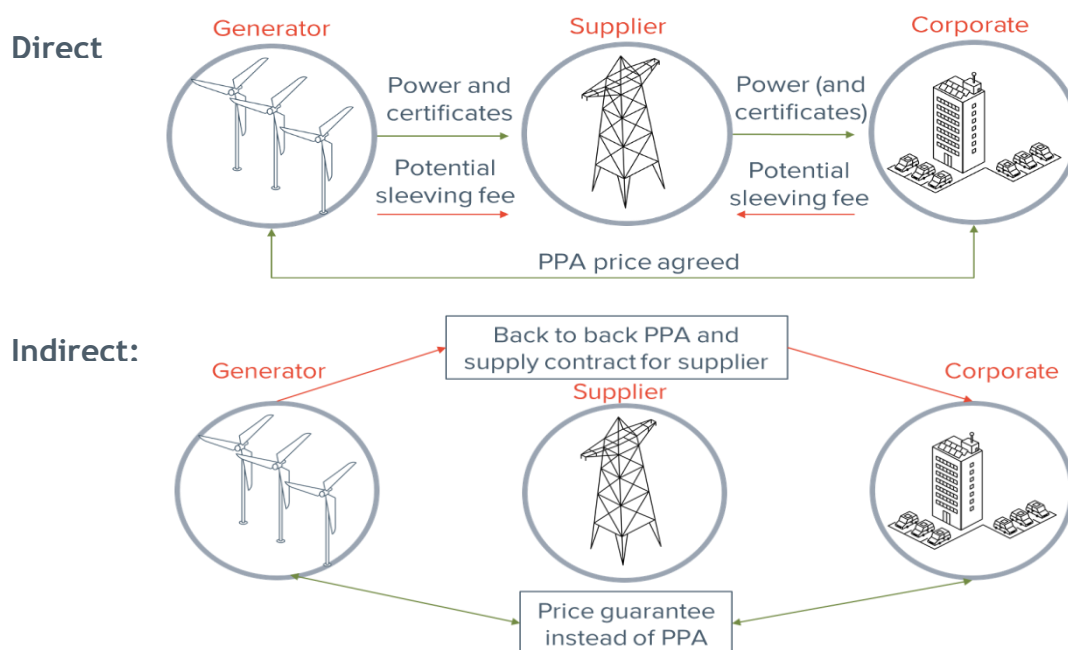 Direct
Generator
Supplier
Corporate
Power and
certificates
Power (and
certificates)
Potential
sleeving fee
Potential
sleeving fee
PPA price agreed
Indirect:
Back to back PPA and
supply contract for supplier
Generator
Supplier
Corporate
Price guarantee
instead of PPA